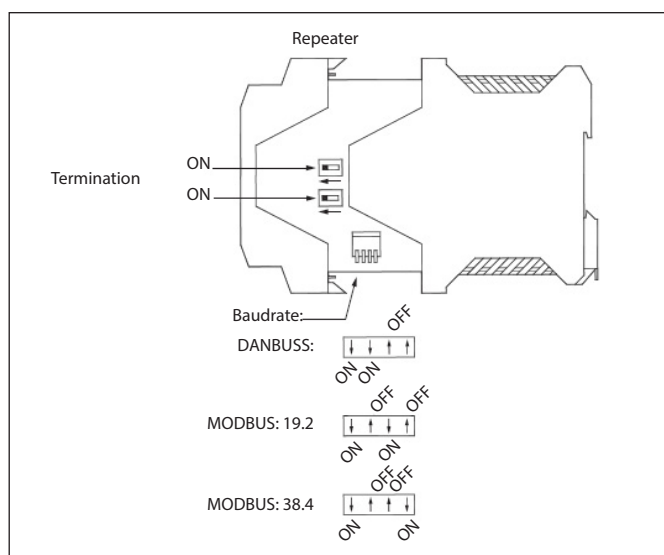 Repeater
ON
Termination
ON
Baudrate:
OFF
DANBUSS:
ON ON
OFF OFF
MODBUS: 19.2
ON ON
OFF OFF
MODBUS: 38.4
ON ON